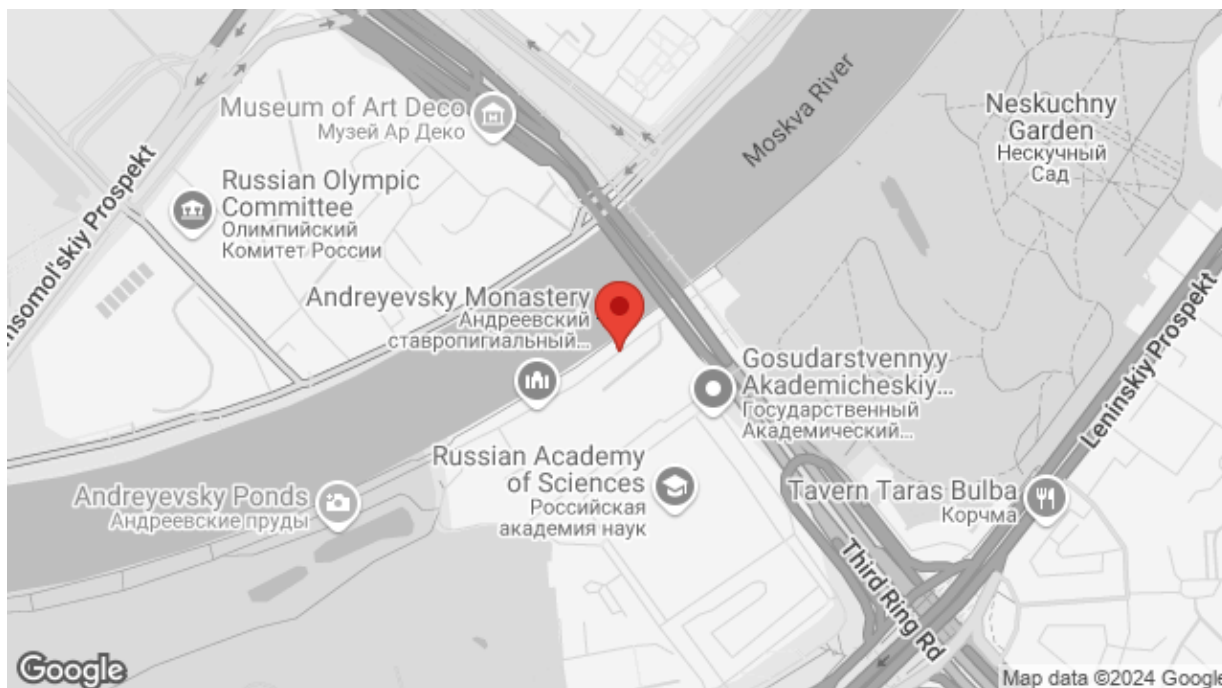 Museum of Art Deco
Музей Ар Деко
Moskva River
Neskuchny
Garden
Нескучный
Сад
Russian Olympic
Committee
Олимпийский
Комитет России
msomol'skiy Prospekt
Andreyevsky Monastery
Андреевский
ставропигиальный...
Gosudarstvennyy
Akademicheskiy...
Государственный
Академический...
Leninskiy Prospekt
Russian Academy
of Sciences
Российская
академия наук
Andreyevsky Ponds
Андреевские пруды
Tavern Taras Bulba
Корчма
Third Ring Rd
Google
Map data ©2024 Google